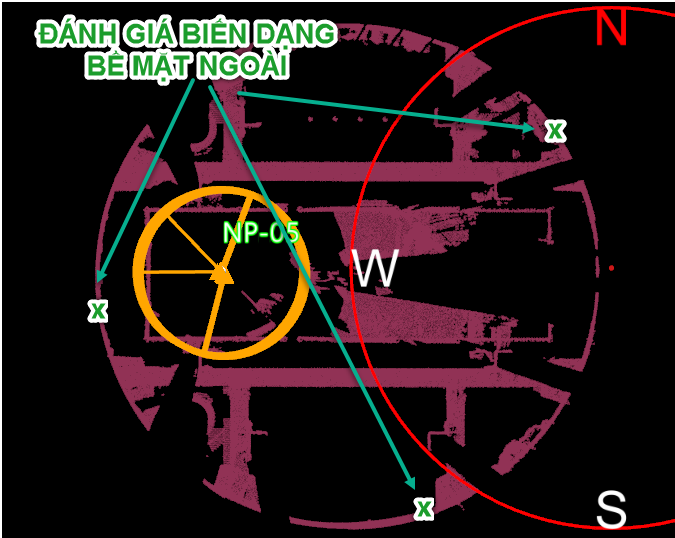 ĐÁNH GIÁ BIẾN DẠNG
BỀ MẶT NGOÀI
N
x
NP-05
W
x
x
S